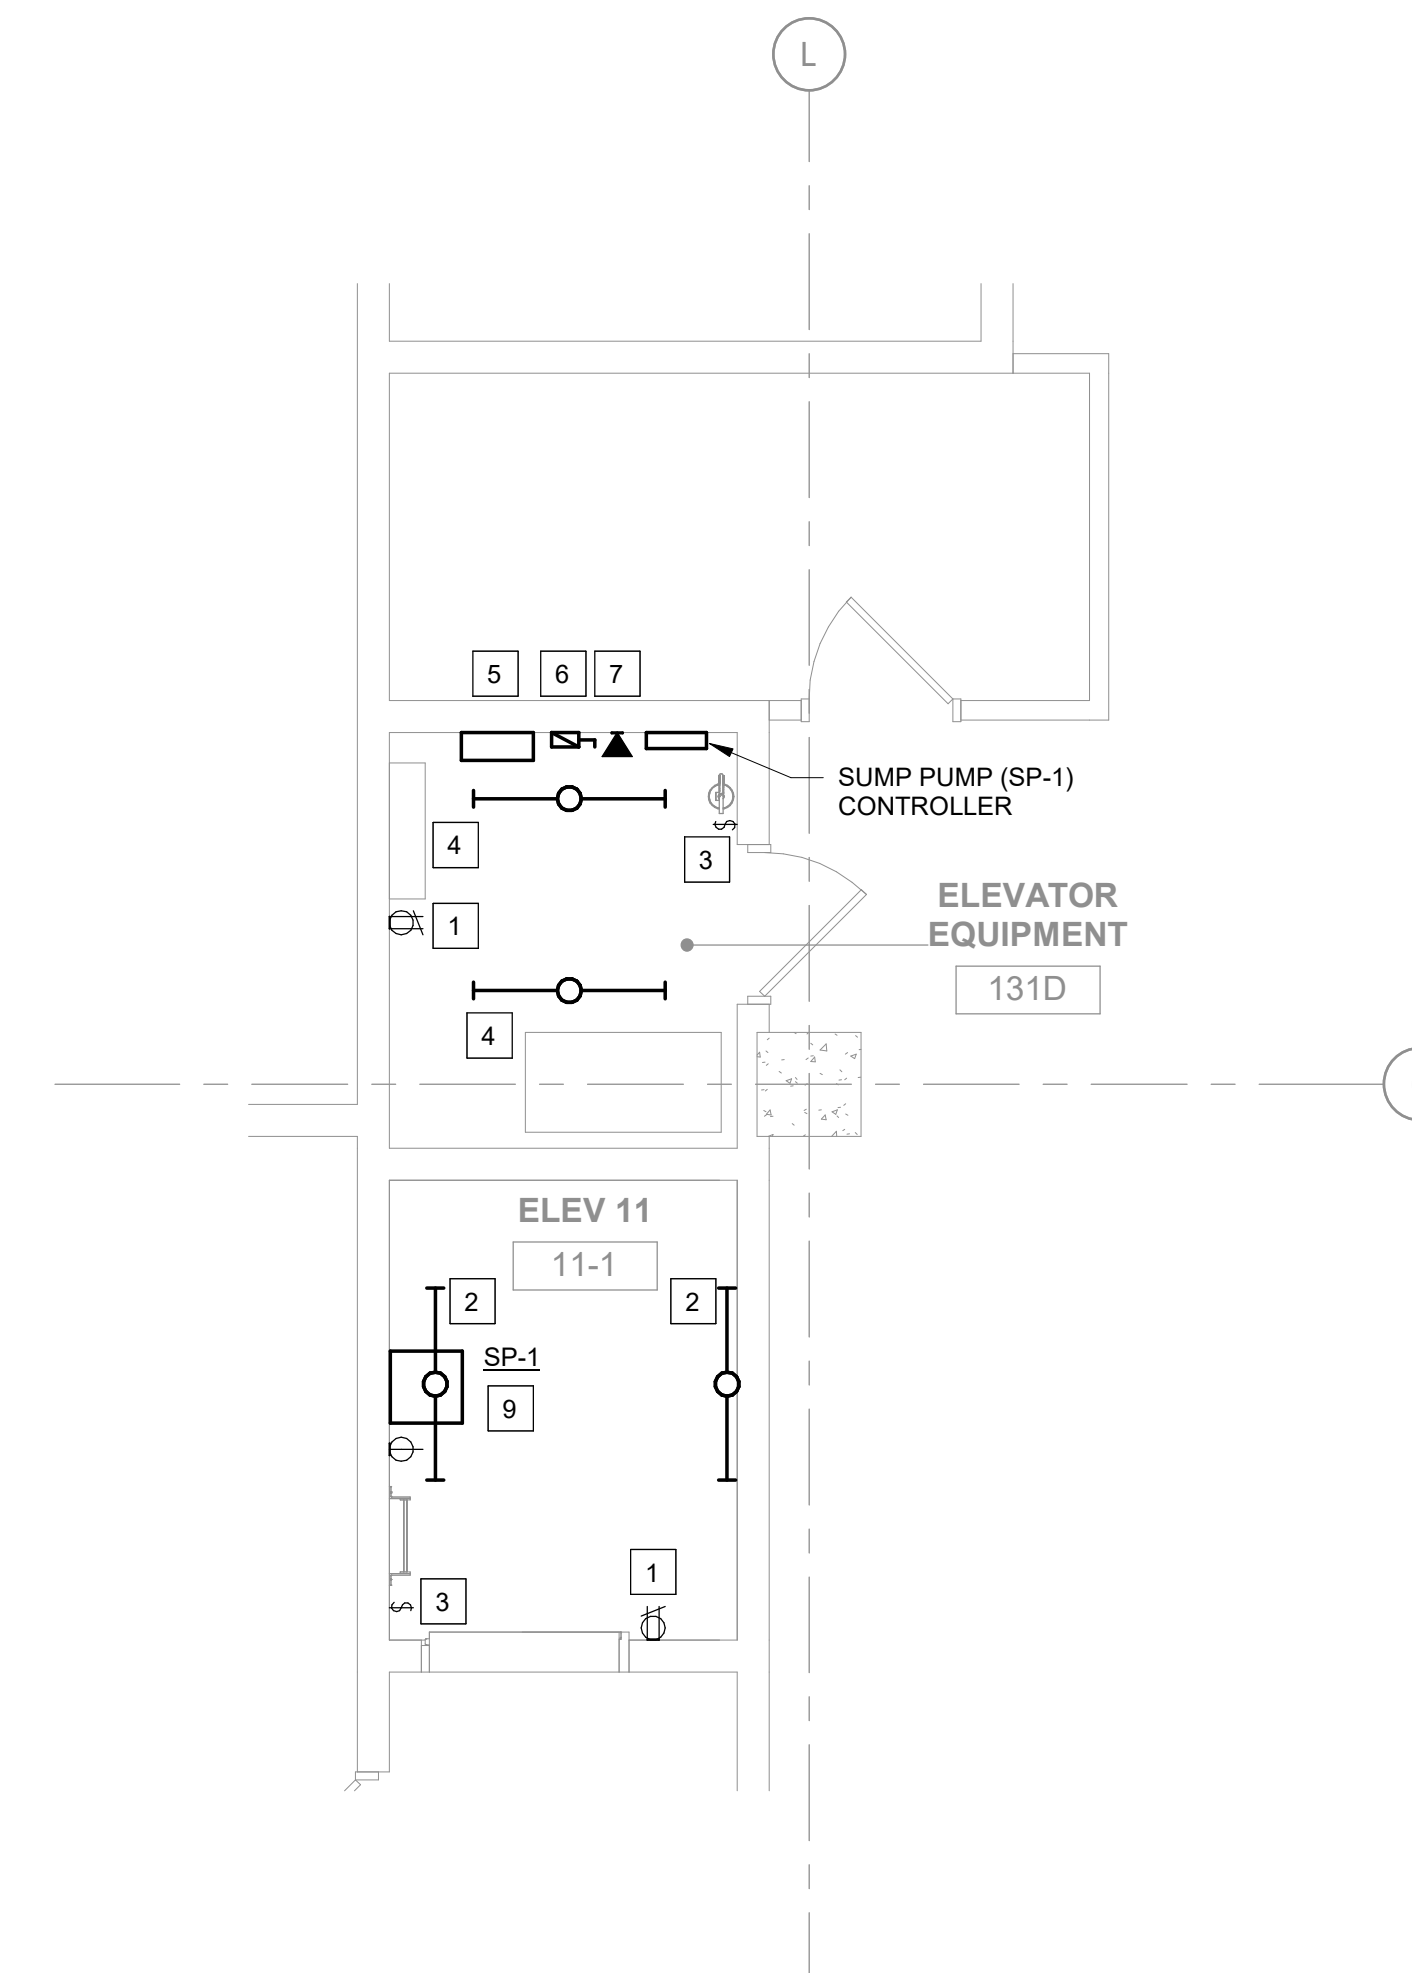 L
5 6 7
SUMP PUMP (SP-1)
CONTROLLER
4
3
1
ELEVATOR
EQUIPMENT
131D
4
ELEV 11
11-1
2
2
SP-1
9
1
3